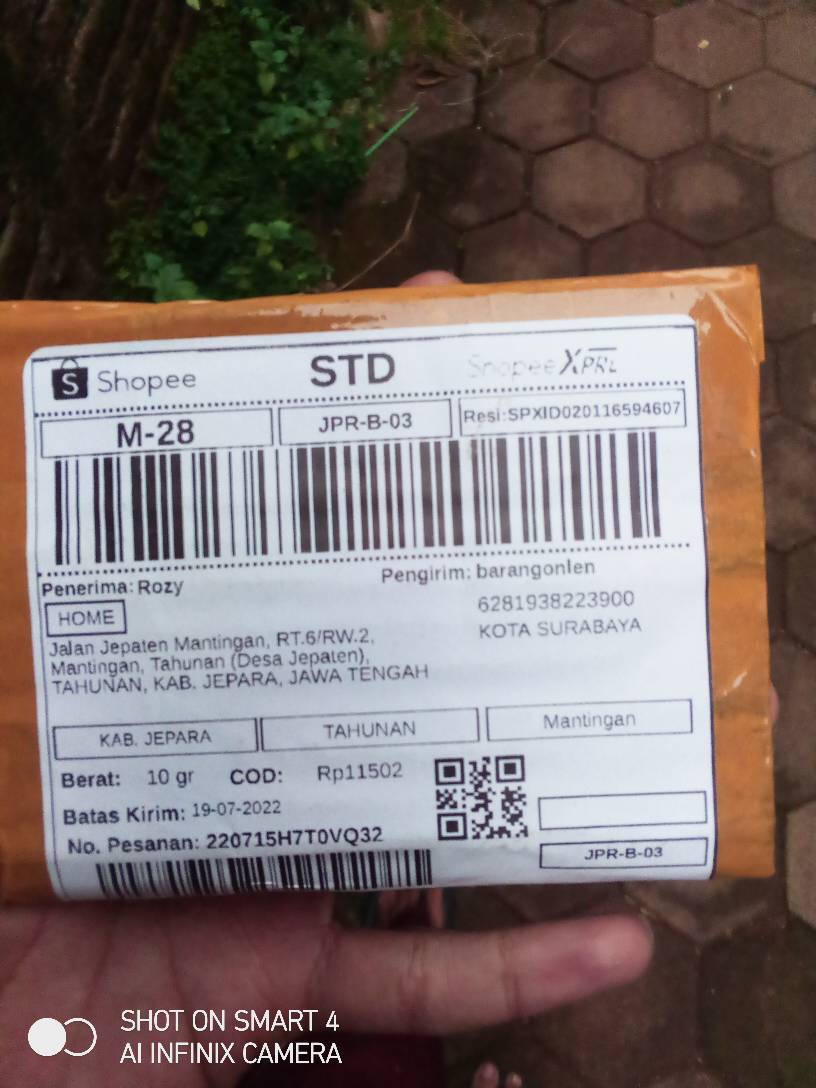 Shopee STD Shopee XPRE
M-28 JPR-B-03 Resi:SPXID020116594607
Penerima: Rozy Pengirim: barangonlen
HOME 6281938223900
KOTA SURABAYA
Jalan Jepaten Mantingan, RT.6/RW.2,
Mantingan, Tahunan (Desa Jepaten),
TAHUNAN, KAB. JEPARA, JAWA TENGAH
KAB. JEPARA TAHUNAN Mantingan
Berat: 10 gr COD: Rp11502
Batas Kirim: 19-07-2022
No. Pesanan: 220715H7T0VQ32
JPR-B-03
SHOT ON SMART 4
AI INFINIX CAMERA